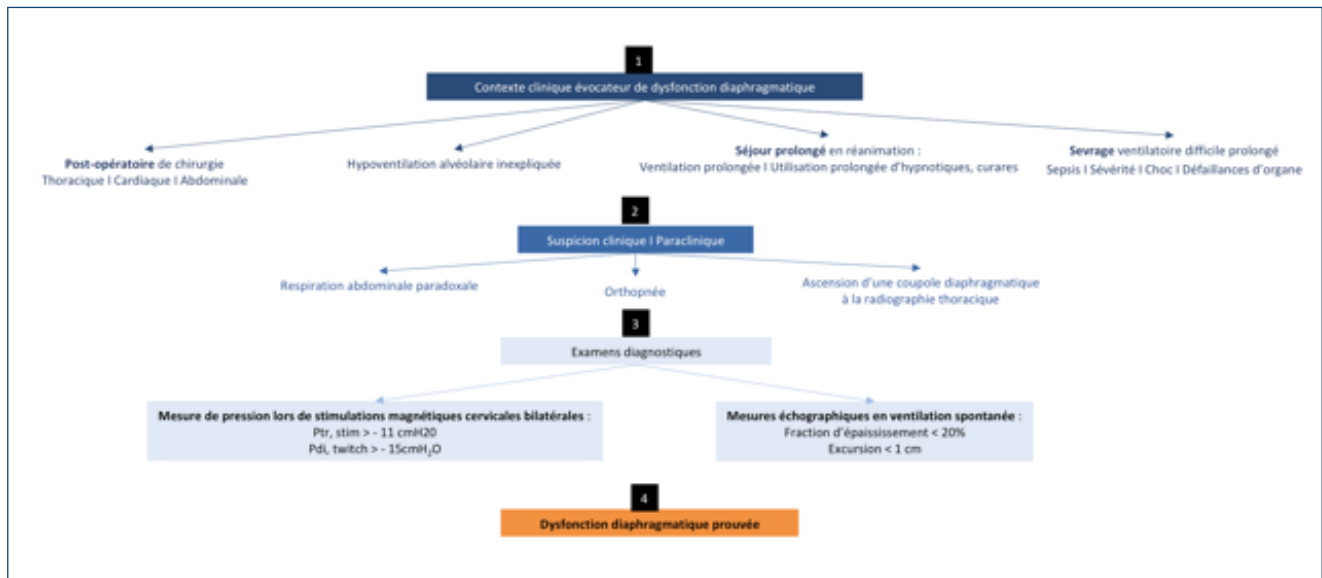 1
Contexte clinique évocateur de dysfonction diaphragmatique
Post-opératoire de chirurgie
Thoracique I Cardiaque I Abdominale
Hypoventilation alvéolaire inexpliquée
Séjour prolongé en réanimation :
Ventilation prolongée I Utilisation prolongée d'hypnotiques, curares
Sevrage ventilatoire difficile prolongé
Sepsis I Sévérité I Choc I Défaillances d'organe
2
Suspicion clinique I Paraclinique
Respiration abdominale paradoxale
Orthopnée
Ascension d'une coupole diaphragmatique
à la radiographie thoracique
3
Examens diagnostiques
Mesure de pression lors de stimulations magnétiques cervicales bilatérales :
Ptr, stim > - 11 cmH20
Pdi, twitch > - 15cmH₂O
Mesures échographiques en ventilation spontanée :
Fraction d'épaississement < 20%
Excursion < 1 cm
4
Dysfonction diaphragmatique prouvée